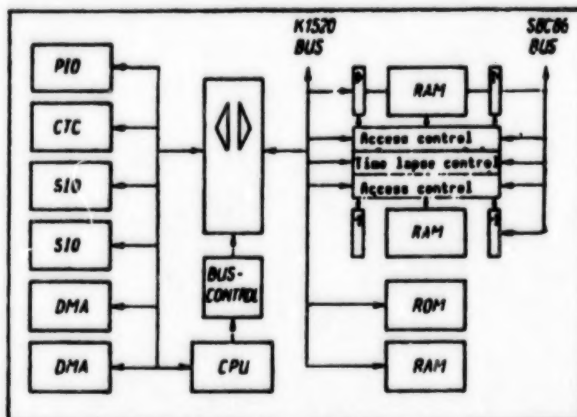 K1520
BUS
SBC86
BUS
PIO
CTC
SIO
SIO
DMA
DMA
BUS-
CONTROL
CPU
RAM
Access control
Time lapse control
Access control
RAM
ROM
RAM